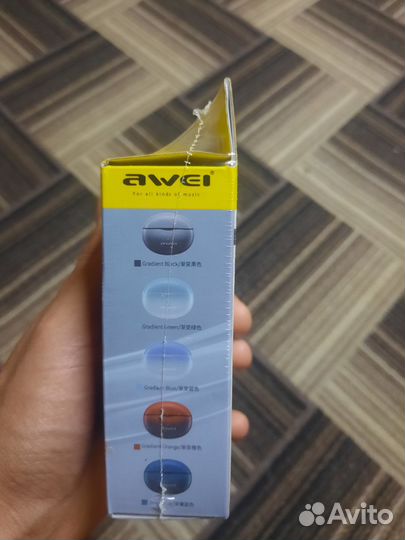 awei
For all kinds of music
Gradient Black/渐变黑色
Gradient Green/渐变绿色
Gradient Blue/渐变蓝色
Gradient Orange/渐变橙色
Avito